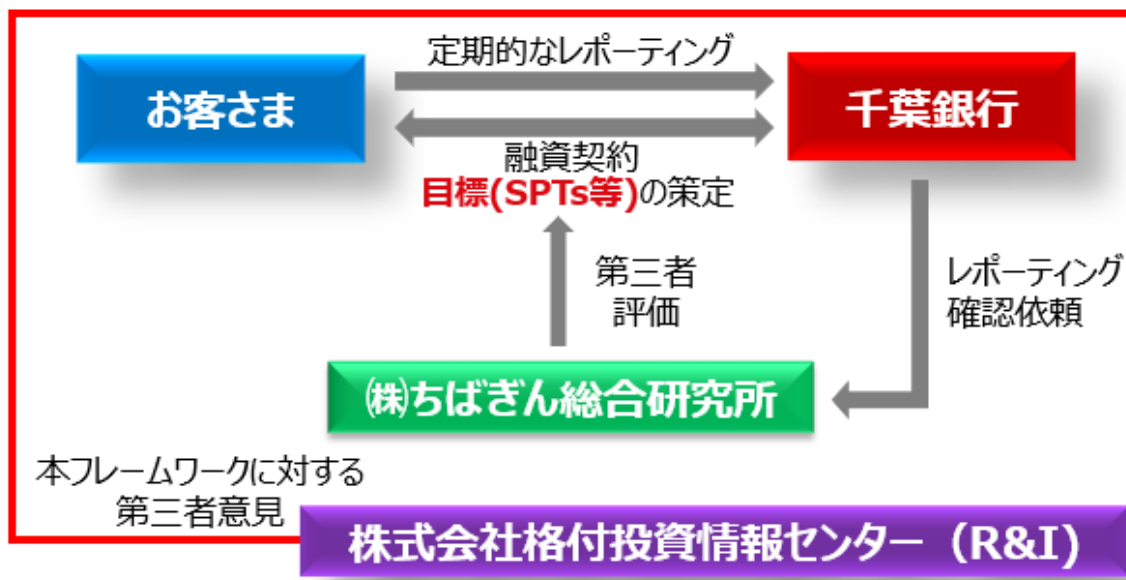 定期的なレポーティング
お客さま
千葉銀行
融資契約
目標(SPTs等)の策定
第三者
評価
レポーティング
確認依頼
㈱ちばぎん総合研究所
本フレームワークに対する
第三者意見
株式会社格付投資情報センター（R&I）